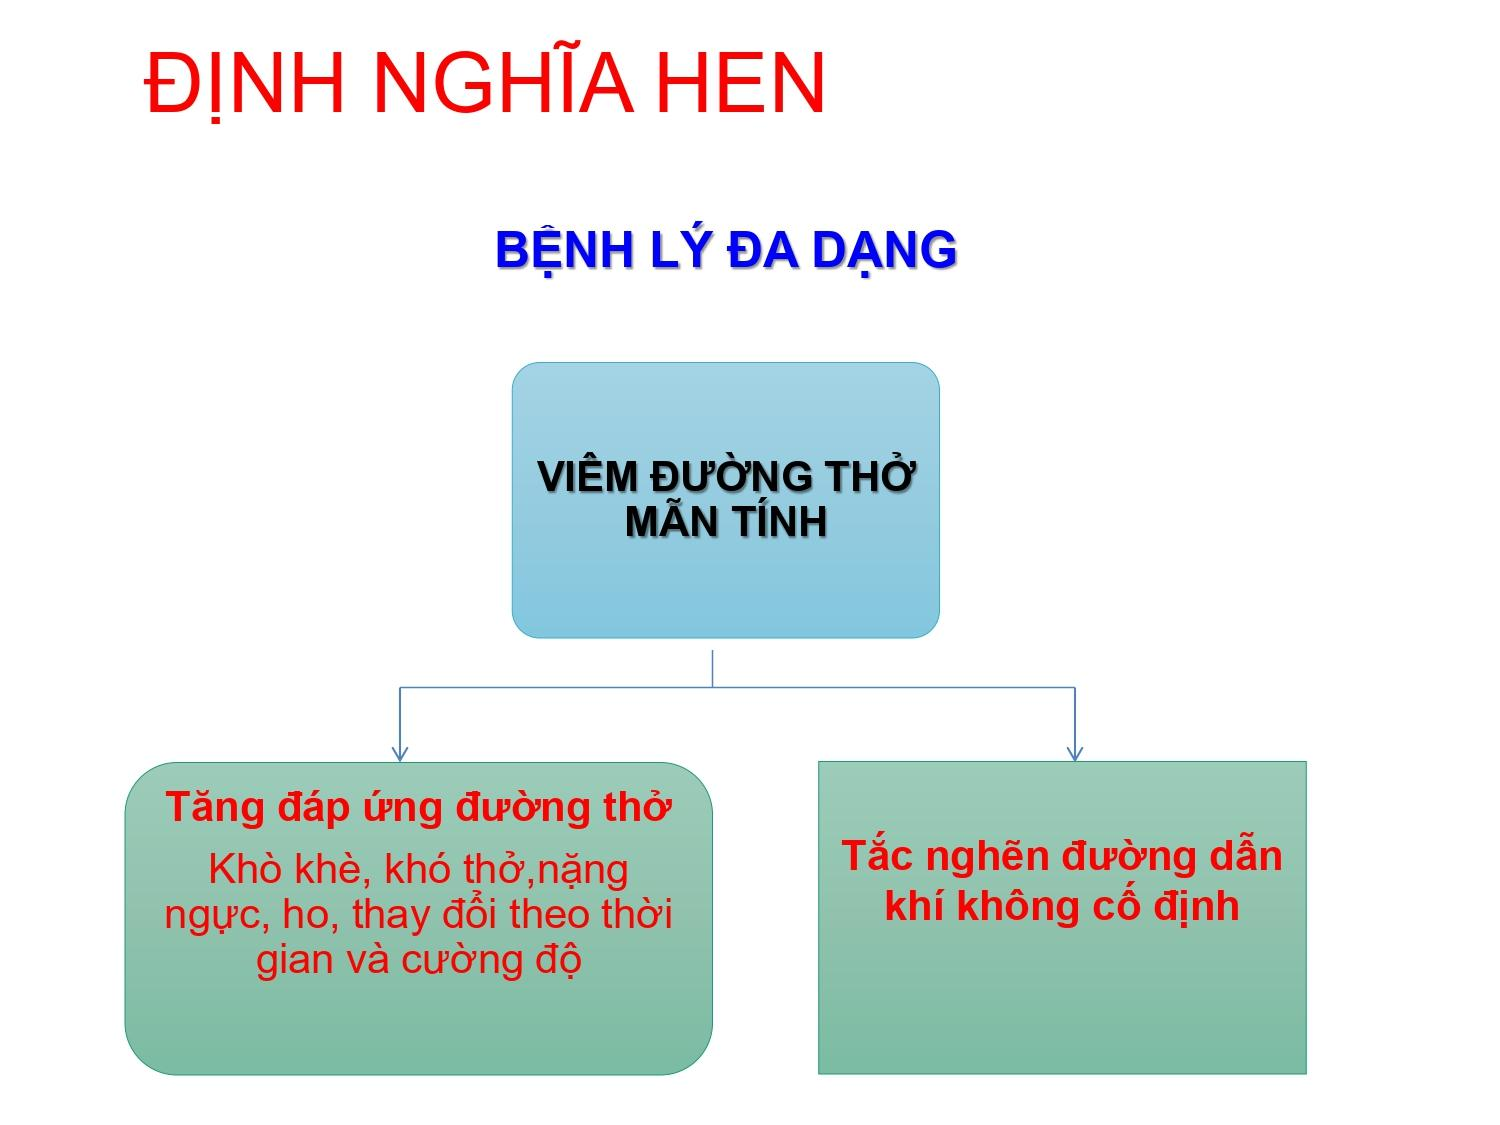 ĐỊNH NGHĨA HEN
BỆNH LÝ ĐA DẠNG
VIÊM ĐƯỜNG THỞ
MÃN TÍNH
Tăng đáp ứng đường thở
Khò khè, khó thở,nặng
ngực, ho, thay đổi theo thời
gian và cường độ
Tắc nghẽn đường dẫn
khí không cố định